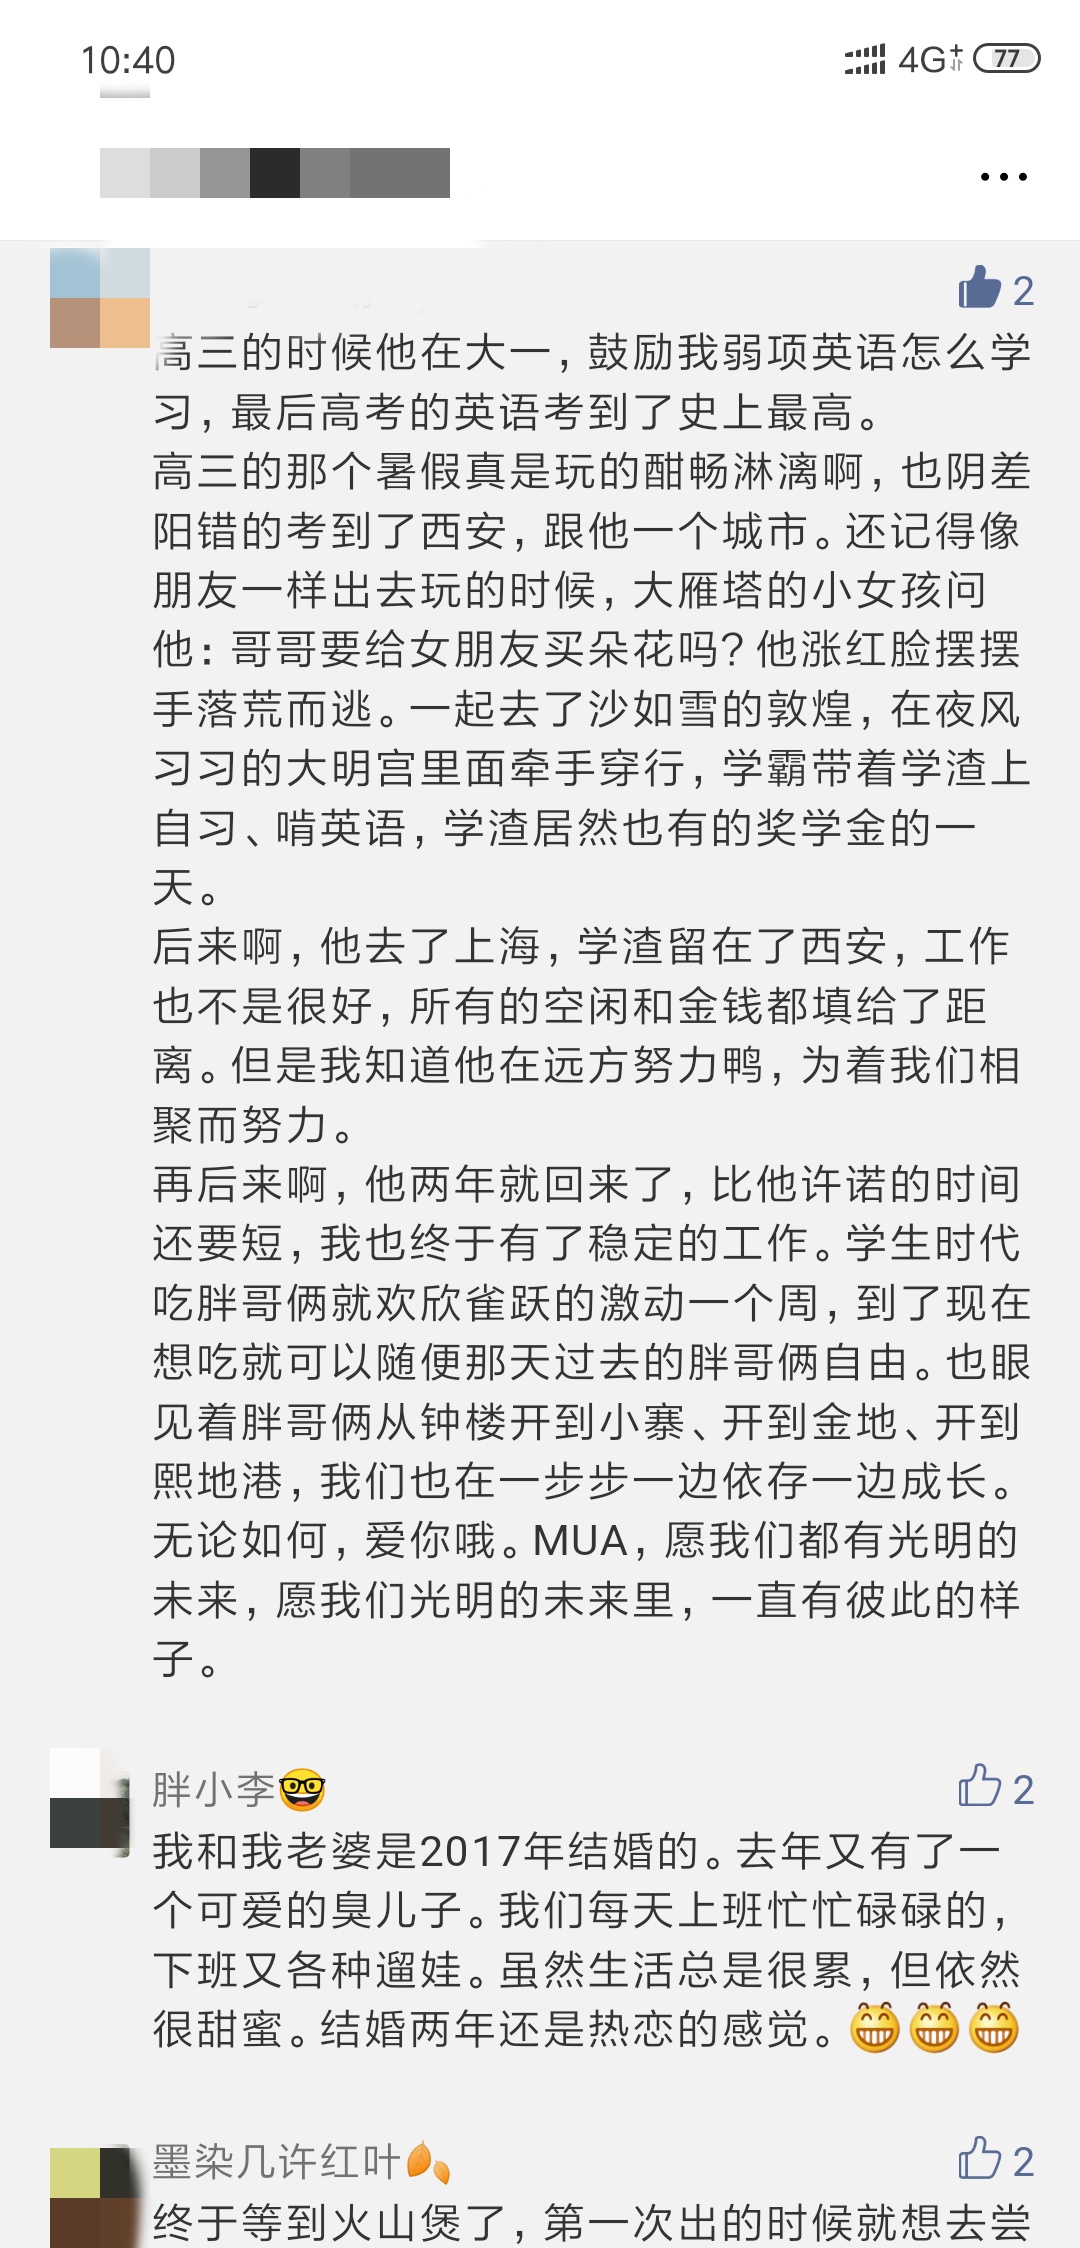 10:40
4G+
77
2
高三的时候他在大一，鼓励我弱项英语怎么学
习，最后高考的英语考到了史上最高。
高三的那个暑假真是玩的酣畅淋漓啊，也阴差
阳错的考到了西安，跟他一个城市。还记得像
朋友一样出去玩的时候，大雁塔的小女孩问
他：哥哥要给女朋友买朵花吗？他涨红脸摆摆
手落荒而逃。一起去了沙如雪的敦煌，在夜风
习习的大明宫里面牵手穿行，学霸带着学渣上
自习、啃英语，学渣居然也有的奖学金的一
天。
后来啊，他去了上海，学渣留在了西安，工作
也不是很好，所有的空闲和金钱都填给了距
离。但是我知道他在远方努力鸭，为着我们相
聚而努力。
再后来啊，他两年就回来了，比他许诺的时间
还要短，我也终于有了稳定的工作。学生时代
吃胖哥俩就欢欣雀跃的激动一个周，到了现在
想吃就可以随便那天过去的胖哥俩自由。也眼
见着胖哥俩从钟楼开到小寨、开到金地、开到
熙地港，我们也在一步步一边依存一边成长。
无论如何，爱你哦。MUA，愿我们都有光明的
未来，愿我们光明的未来里，一直有彼此的样
子。
胖小李🤓
2
我和我老婆是2017年结婚的。去年又有了一
个可爱的臭儿子。我们每天上班忙忙碌碌的，
下班又各种遛娃。虽然生活总是很累，但依然
很甜蜜。结婚两年还是热恋的感觉。😁😁😁
墨染几许红叶🍂
2
终于等到火山煲了，第一次出的时候就想去尝